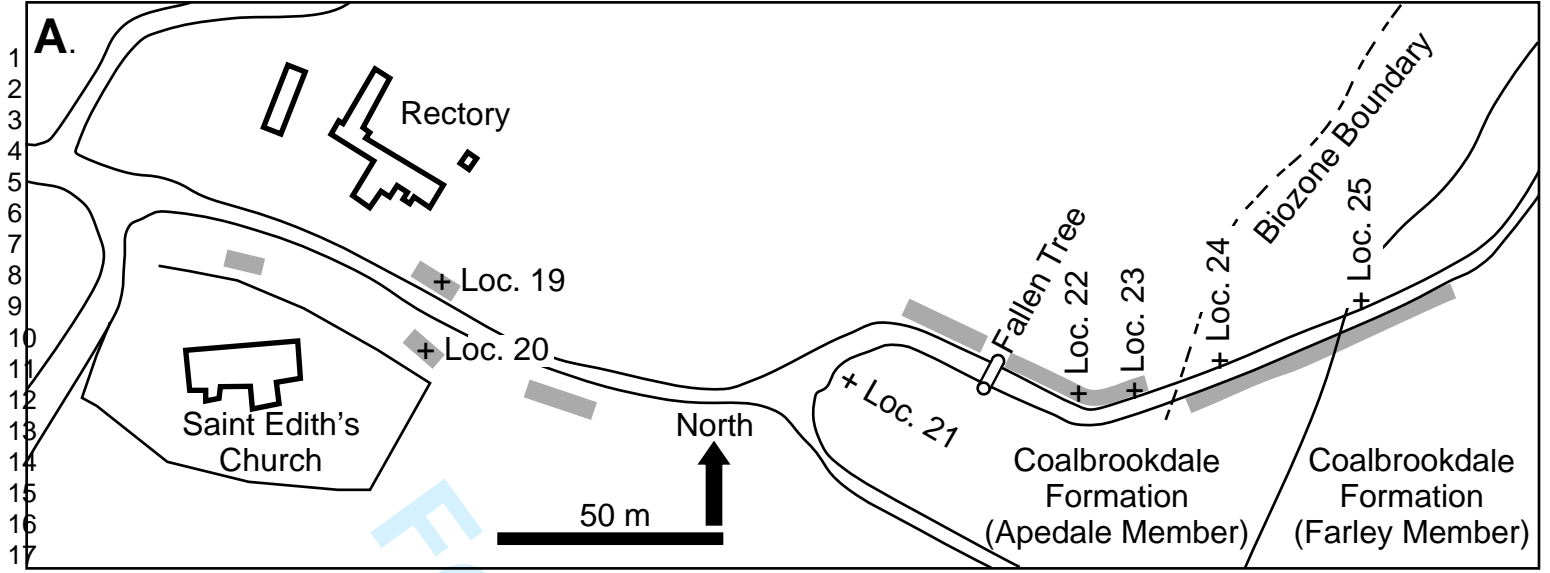 A.
1
2
3
4
5
6
7
8
9
10
11
12
13
14
15
16
17
Rectory
Biozone Boundary
Loc. 19
Loc. 20
Loc. 21
Fallen Tree
Loc. 22
Loc. 23
Loc. 24
Loc. 25
Saint Edith's
Church
North
50 m
Coalbrookdale
Formation
(Apedale Member)
Coalbrookdale
Formation
(Farley Member)